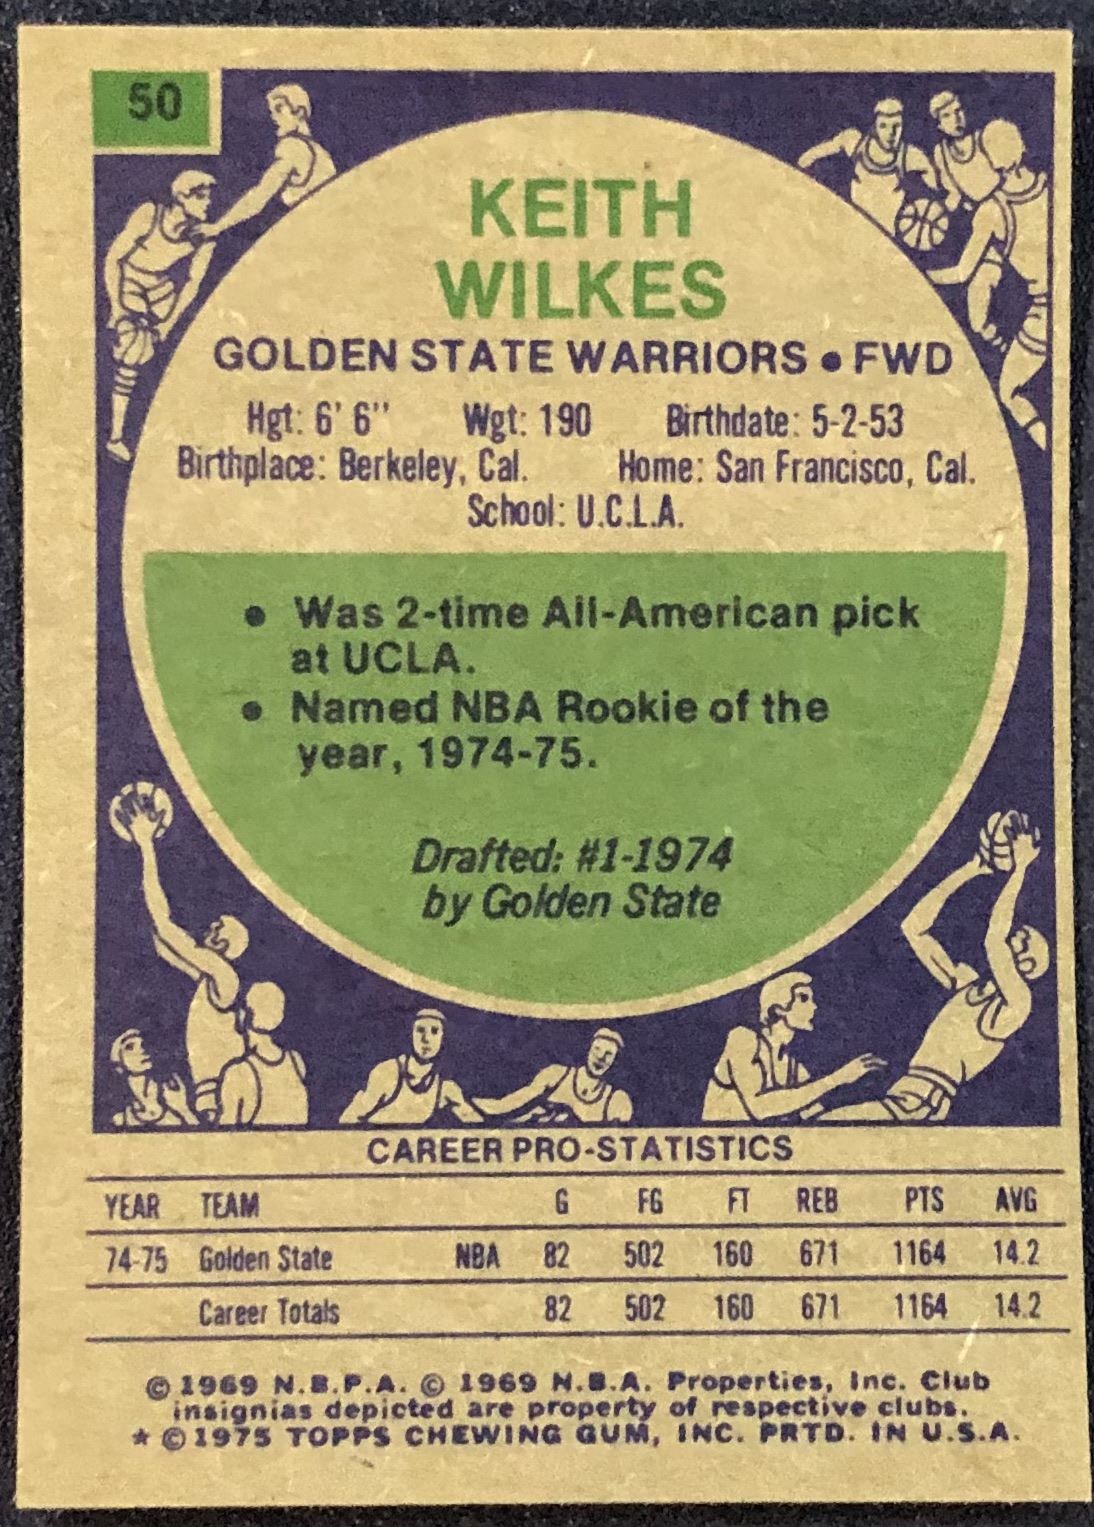 50
KEITH
WILKES
GOLDEN STATE WARRIORS • FWD
Hgt: 6' 6" Wgt: 190 Birthdate: 5-2-53
Birthplace: Berkeley, Cal. Home: San Francisco, Cal.
School: U.C.L.A.
• Was 2-time All-American pick
at UCLA.
• Named NBA Rookie of the
year, 1974-75.
Drafted: #1-1974
by Golden State
CAREER PRO-STATISTICS
YEAR TEAM G FG FT REB PTS AVG
74-75 Golden State NBA 82 502 160 671 1164 14.2
Career Totals 82 502 160 671 1164 14.2
© 1969 N.B.P.A. © 1969 N.B.A. Properties, Inc. Club
insignias depicted are property of respective clubs.
* © 1975 TOPPS CHEWING GUM, INC. PRTD. IN U.S.A.